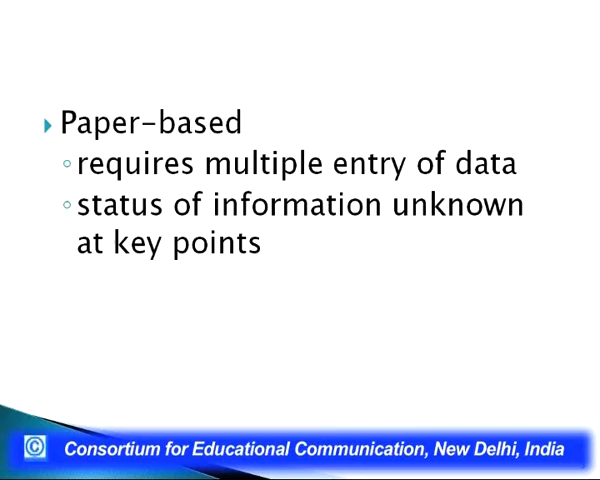 Paper-based
requires multiple entry of data
status of information unknown
at key points
© Consortium for Educational Communication, New Delhi, India